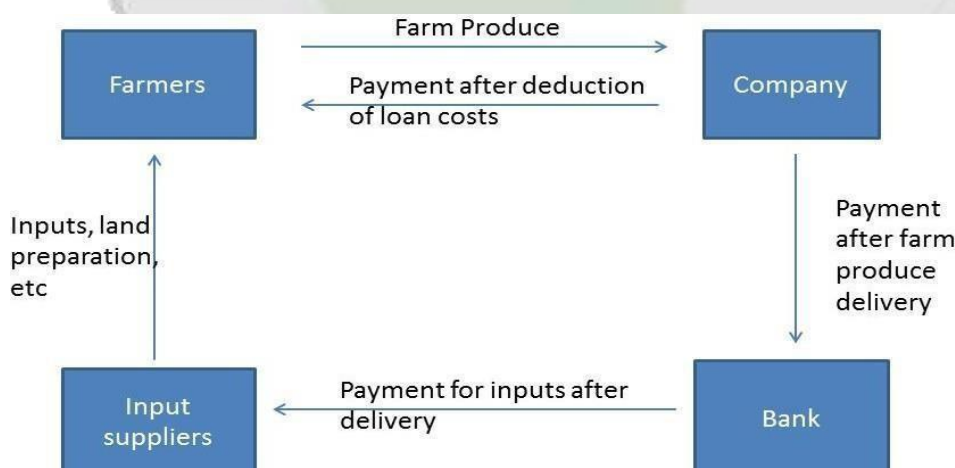 Farm Produce
Farmers
Payment after deduction
of loan costs
Company
Inputs, land
preparation,
etc
Payment
after farm
produce
delivery
Input
suppliers
Payment for inputs after
delivery
Bank